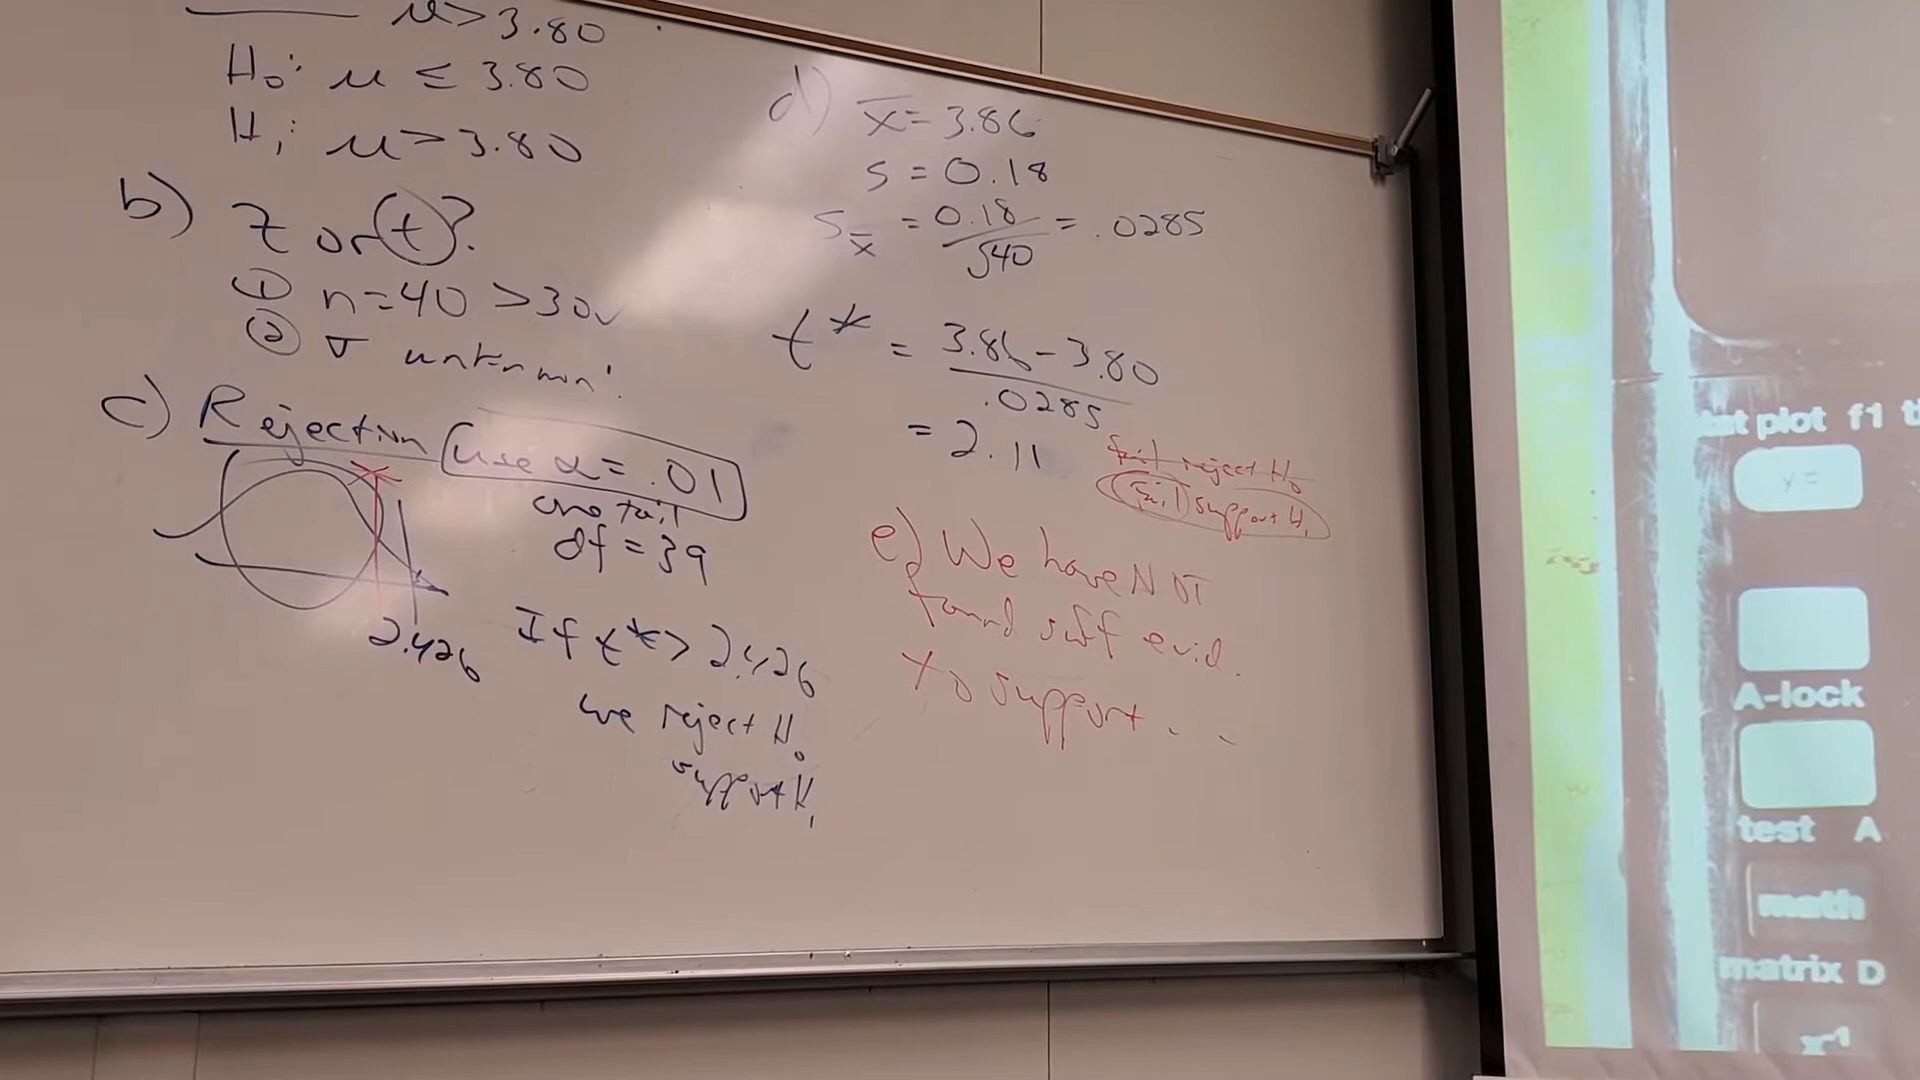 μ > 3.80
H₀: μ ≤ 3.80
H₁: μ > 3.80
b) z or t?
① n = 40 > 30 ✓
② σ unknown!
c) Rejection use α = .01
one tail
df = 39
2.426
If t* > 2.426
we reject H₀
support H₁
d) x̄ = 3.86
s = 0.18
s_x̄ = 0.18/√40 = .0285
t* = 3.86 - 3.80
.0285
= 2.11
fail reject H₀
fail support H₁
e) We have NOT
found suff evid.
to support . . .
stat plot f1
y =
A-lock
test A
math
matrix D
x⁻¹